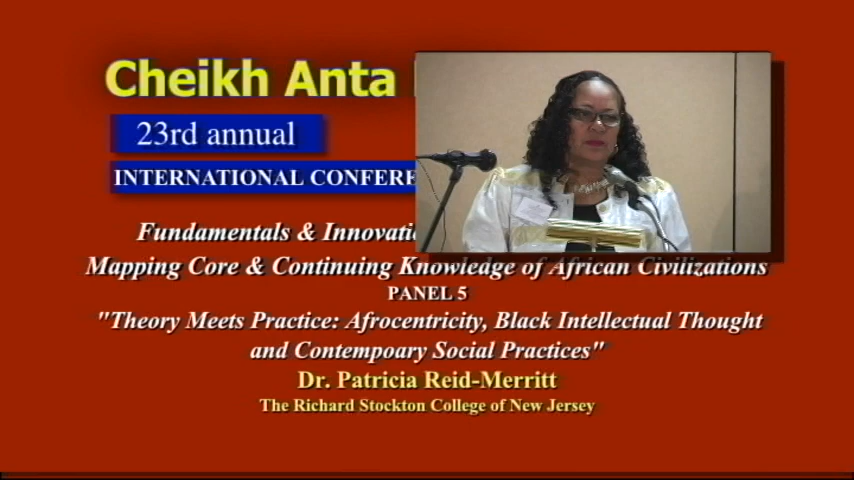 Cheikh Anta
23rd annual
INTERNATIONAL CONFERE
Fundamentals & Innovati
Mapping Core & Continuing Knowledge of African Civilizations
PANEL 5
"Theory Meets Practice: Afrocentricity, Black Intellectual Thought
and Contempoary Social Practices"
Dr. Patricia Reid-Merritt
The Richard Stockton College of New Jersey